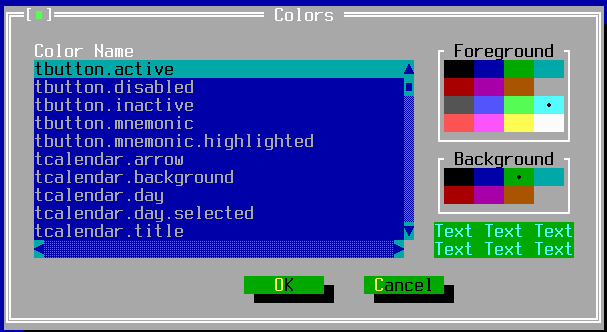 Colors
Color Name
tbutton.active
tbutton.disabled
tbutton.inactive
tbutton.mnemonic
tbutton.mnemonic.highlighted
tcalendar.arrow
tcalendar.background
tcalendar.day
tcalendar.day.selected
tcalendar.title
Foreground
Background
Text Text Text
Text Text Text
OK
Cancel